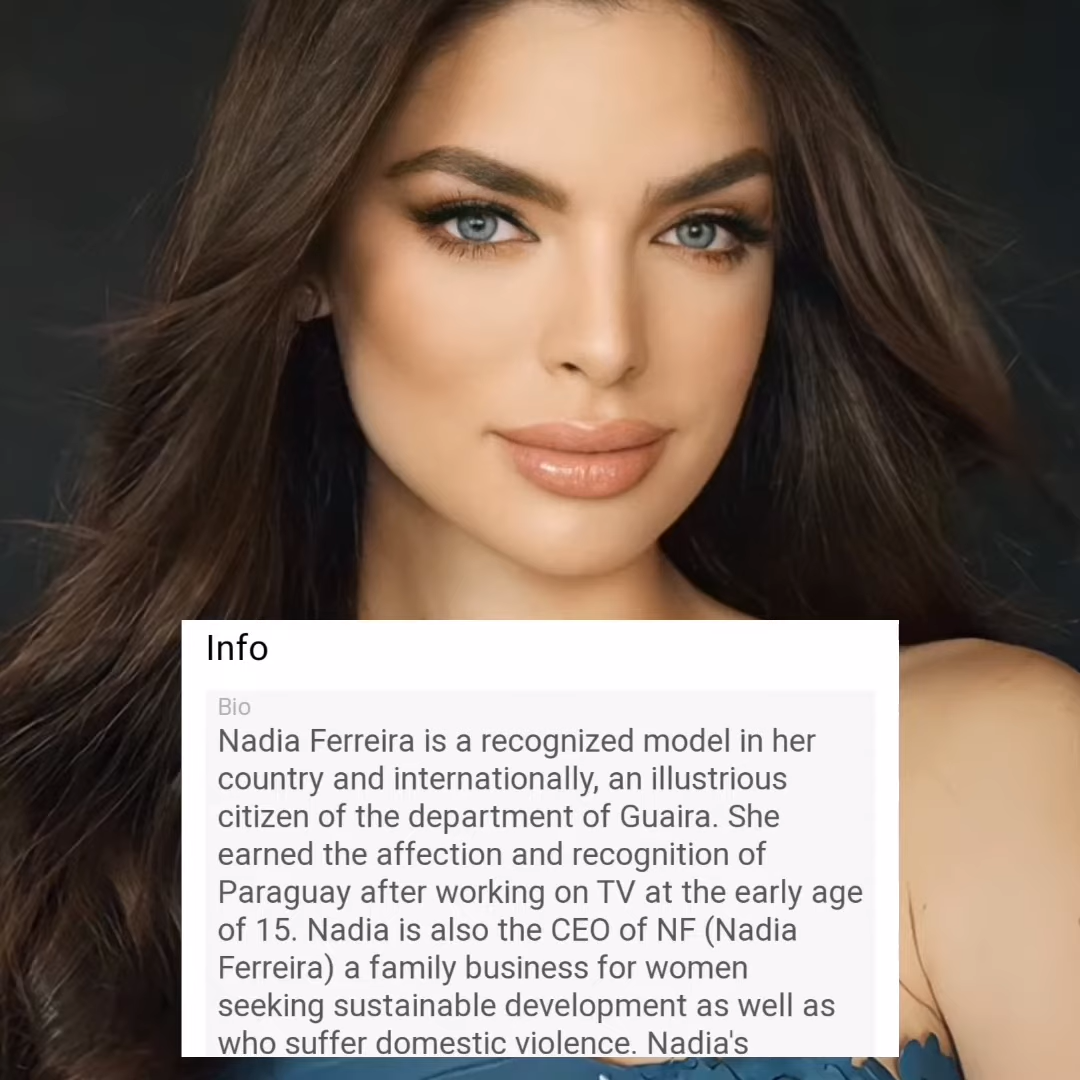 Info
Bio
Nadia Ferreira is a recognized model in her
country and internationally, an illustrious
citizen of the department of Guaira. She
earned the affection and recognition of
Paraguay after working on TV at the early age
of 15. Nadia is also the CEO of NF (Nadia
Ferreira) a family business for women
seeking sustainable development as well as
who suffer domestic violence. Nadia's